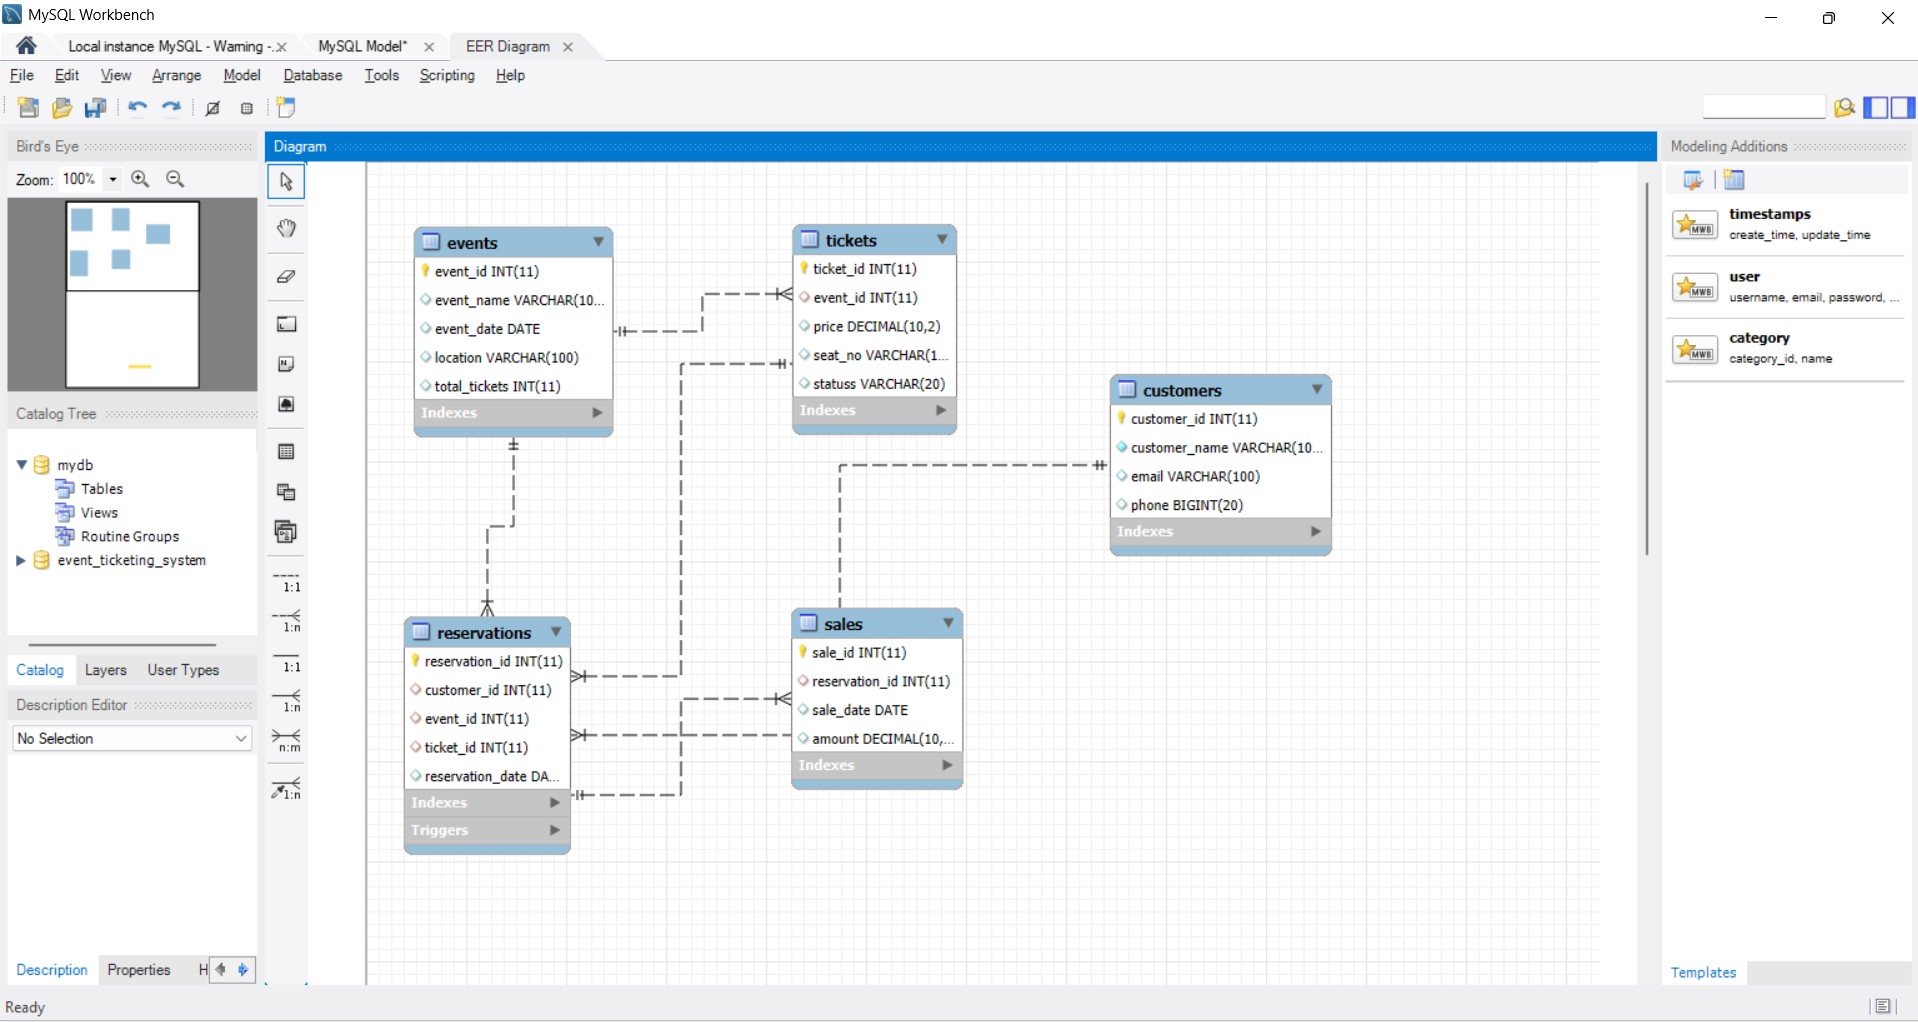 MySQL Workbench
Local instance MySQL - Warning -..
MySQL Model*
EER Diagram
File Edit View Arrange Model Database Tools Scripting Help
Bird's Eye
Zoom: 100%
Diagram
events
event_id INT(11)
event_name VARCHAR(10...
event_date DATE
location VARCHAR(100)
total_tickets INT(11)
Indexes
tickets
ticket_id INT(11)
event_id INT(11)
price DECIMAL(10,2)
seat_no VARCHAR(1...
statuss VARCHAR(20)
Indexes
customers
customer_id INT(11)
customer_name VARCHAR(10...
email VARCHAR(100)
phone BIGINT(20)
Indexes
reservations
reservation_id INT(11)
customer_id INT(11)
event_id INT(11)
ticket_id INT(11)
reservation_date DA...
Indexes
Triggers
sales
sale_id INT(11)
reservation_id INT(11)
sale_date DATE
amount DECIMAL(10,...
Indexes
Catalog Tree
mydb
Tables
Views
Routine Groups
event_ticketing_system
Catalog Layers User Types
Description Editor
No Selection
Description Properties H
1:1
1:n
1:1
1:n
n:m
1:n
Modeling Additions
MWB
timestamps
create_time, update_time
MWB
user
username, email, password, ...
MWB
category
category_id, name
Templates
Ready